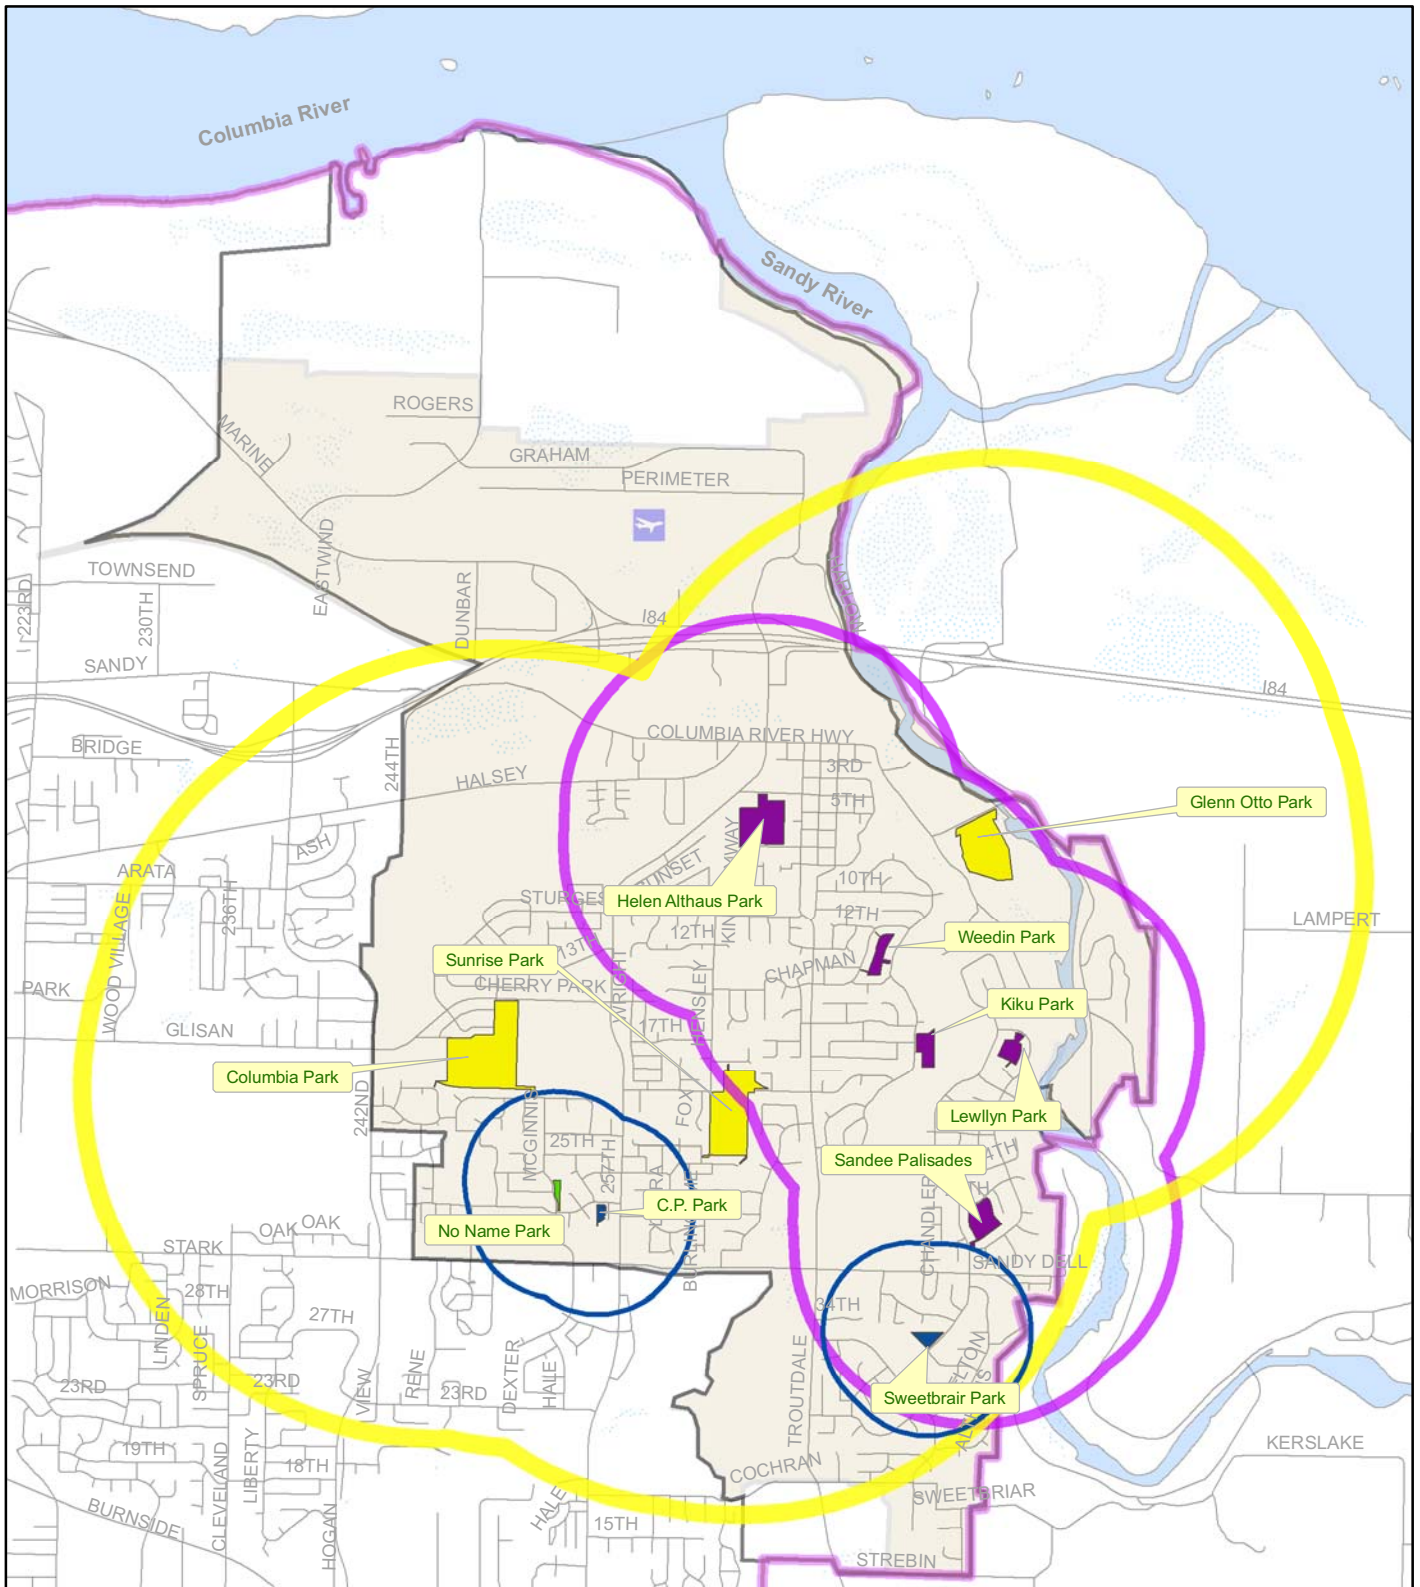 Columbia River
Sandy River
ROGERS
MARINE
GRAHAM
PERIMETER
EASTWIND
HARLOW
TOWNSEND
223RD
230TH
DUNBAR
I84
SANDY
I84
BRIDGE
244TH
COLUMBIA RIVER HWY
3RD
HALSEY
5TH
Glenn Otto Park
ASH
ARATA
10TH
STURGES
Helen Althaus Park
236TH
12TH
LAMPERT
WOOD VILLAGE
12TH
Weedin Park
13TH
Sunrise Park
CHAPMAN
CHERRY PARK
PARK
WRIGHT
HENSLEY
Kiku Park
GLISAN
17TH
Columbia Park
242ND
MCGINNIS
FOX
Lewllyn Park
25TH
257TH
Sandee Palisades
CHANDLER
C.P. Park
No Name Park
OAK
OAK
STARK
SANDY DELL
MORRISON
28TH
27TH
34TH
LINDEN
SPRUCE
VIEW
RENE
DEXTER
HALE
TROUTDALE
23RD
23RD
23RD
Sweetbrair Park
19TH
18TH
CLEVELAND
LIBERTY
HOGAN
KERSLAKE
COCHRAN
SWEETBRIAR
BURNSIDE
HALE
15TH
STREBIN